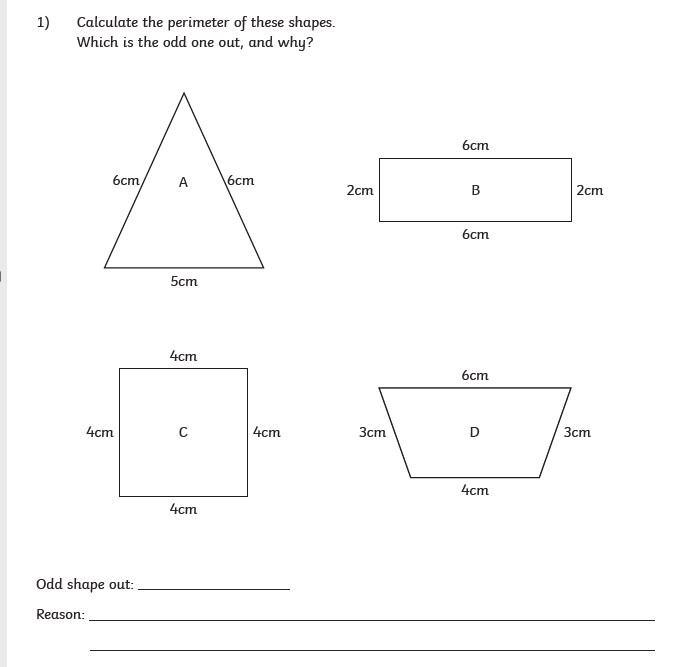 1) Calculate the perimeter of these shapes.
Which is the odd one out, and why?
6cm
6cm A 6cm
2cm B 2cm
6cm
5cm
4cm
6cm
4cm C 4cm
3cm D 3cm
4cm
4cm
Odd shape out:
Reason: